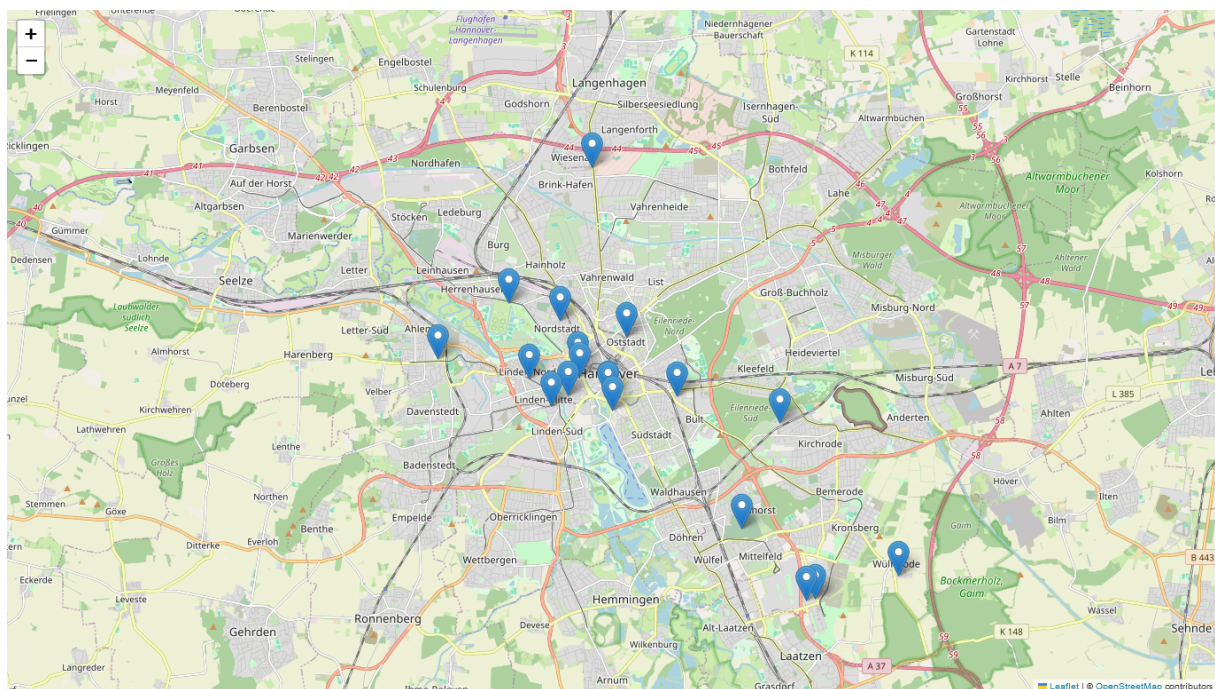 Frielingen
Flughafen
Hannover-
Langenhagen
Niedernhägener
Bauerschaft
Gartenstadt
Lohne
+
−
Stelingen
Engelbostel
K 114
Kirchhorst
Stelle
Beinhorn
Meyenfeld
Schulenburg
Langenhagen
Horst
Berenbostel
Godshorn
Silberseesiedlung
Isernhagen-
Süd
Großhorst
Altwarmbüchen
Langenforth
Garbsen
Nordhafen
Bothfeld
Altwarmbuchener
Moor
Kolshorn
Auf der Horst
Brink-Hafen
Lahe
Altgarbsen
Stöcken
Ledeburg
Vahrenheide
Altwarmbüchener
Moor
Gümmer
Marienwerder
Burg
Dedensen
Lohnde
Letter
Leinhausen
Hainholz
Misburger
Wald
Ahltener
Wald
Seelze
Vahrenwald
List
Herrenhausen
Groß-Buchholz
Misburg-Nord
Laubwälder
südlich
Seelze
Letter-Süd
Nordstadt
Eilenriede
Nord
Oststadt
Almhorst
Harenberg
Heideviertel
Kleefeld
A 7
Döteberg
Velber
Hannover
Misburg-Süd
L 385
Kirchwehren
Davenstedt
Eilenriede
Süd
Anderten
Ahlten
Lathwehren
Linden-Süd
Südstadt
Bult
Kirchrode
Lenthe
Großes
Holz
Badenstedt
Höver
Waldhausen
Bemerode
Stemmen
Northen
Ilten
Göxe
Benthe
Empelde
Oberricklingen
Kronsberg
Gaim
Bilm
Ditterke
Everloh
Döhren
Wettbergen
Wülfel
Mittelfeld
B 443
Eckerde
Leveste
Hemmingen
Bockmerholz,
Gaim
Wassel
Ronnenberg
Devese
Alt-Laatzen
Gehrden
Wilkenburg
K 148
Sehnde
Laatzen
Langreder
A 37
Arnum
Grasdorf
Leaflet | © OpenStreetMap contributors